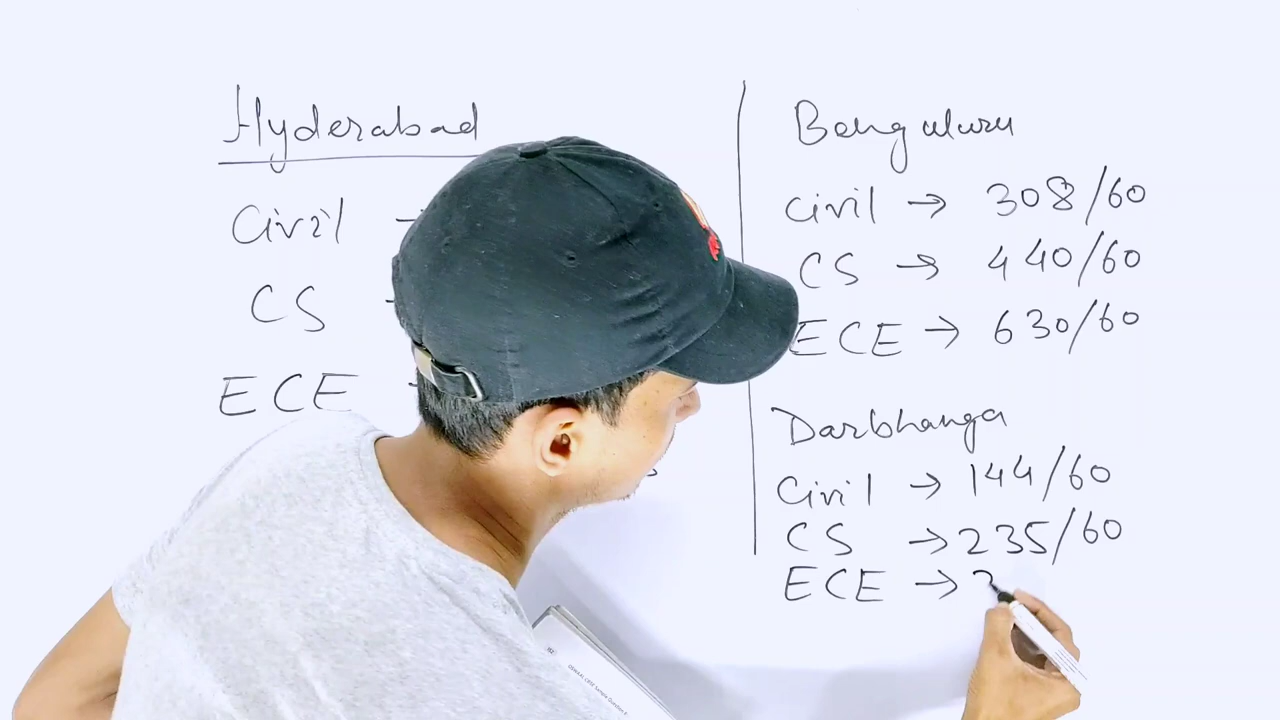 Hyderabad
Civil
CS
ECE
Bengaluru
Civil → 308/60
CS → 440/60
ECE → 630/60
Darbhanga
Civil → 144/60
CS → 235/60
ECE →